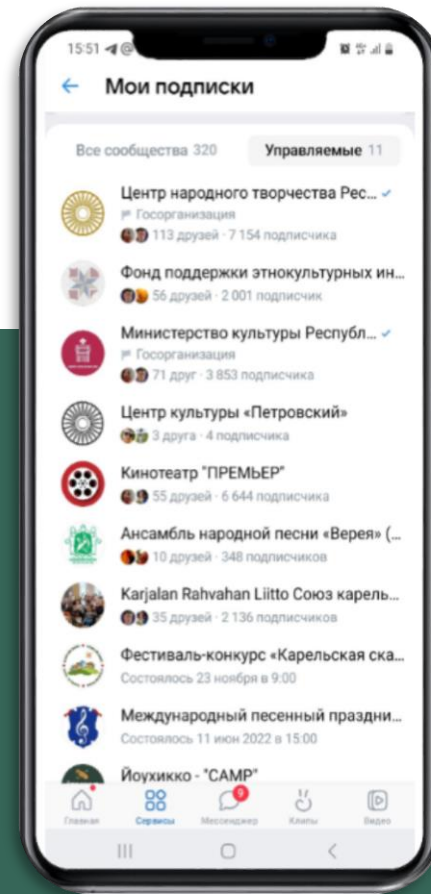 15:51
Мои подписки
Все сообщества 320 Управляемые 11
Центр народного творчества Рес...
Госорганизация
113 друзей · 7 154 подписчика
Фонд поддержки этнокультурных ин...
56 друзей · 2 001 подписчик
Министерство культуры Республ...
Госорганизация
71 друг · 3 853 подписчика
Центр культуры «Петровский»
3 друга · 4 подписчика
Кинотеатр "ПРЕМЬЕР"
55 друзей · 6 644 подписчика
Ансамбль народной песни «Верея» (...
10 друзей · 348 подписчиков
Karjalan Rahvahan Liitto Союз карель...
35 друзей · 2 136 подписчиков
Фестиваль-конкурс «Карельская ска...
Состоялось 23 ноября в 9:00
Международный песенный праздни...
Состоялось 11 июн 2022 в 15:00
Йоухикко - "CAMP"
9
Главная Сервисы Мессенджер Клипы Видео